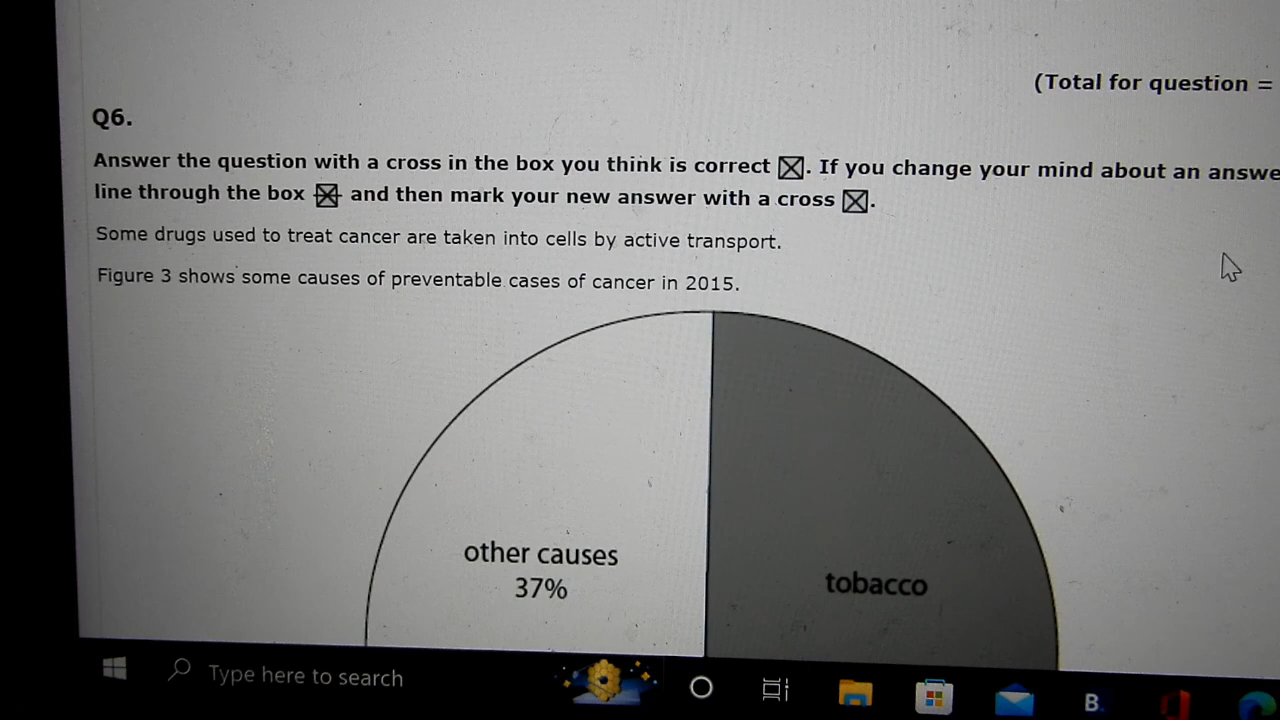 (Total for question =
Q6.
Answer the question with a cross in the box you think is correct ☒. If you change your mind about an answe
line through the box ☒ and then mark your new answer with a cross ☒.
Some drugs used to treat cancer are taken into cells by active transport.
Figure 3 shows some causes of preventable cases of cancer in 2015.
other causes
37%
tobacco
Type here to search
B